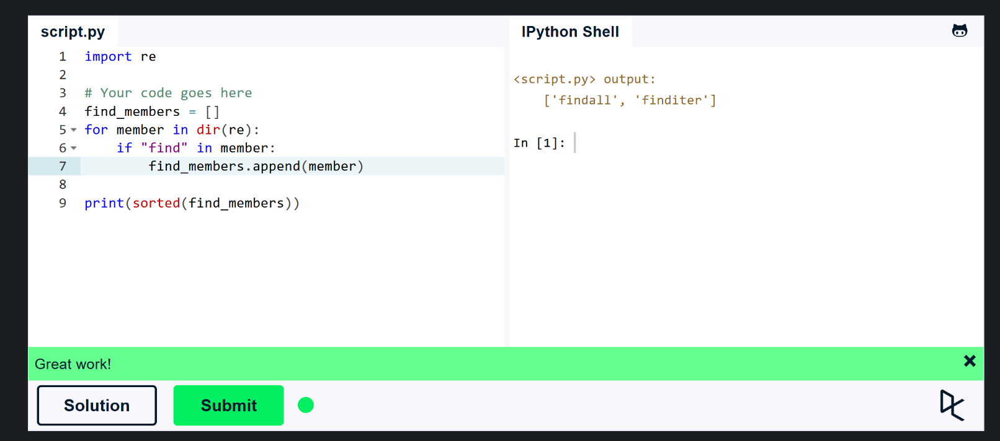 script.py
1 import re
2
3 # Your code goes here
4 find_members = []
5 for member in dir(re):
6     if "find" in member:
7         find_members.append(member)
8
9 print(sorted(find_members))
IPython Shell
<script.py> output:
    ['findall', 'finditer']
In [1]:
Great work!
Solution
Submit